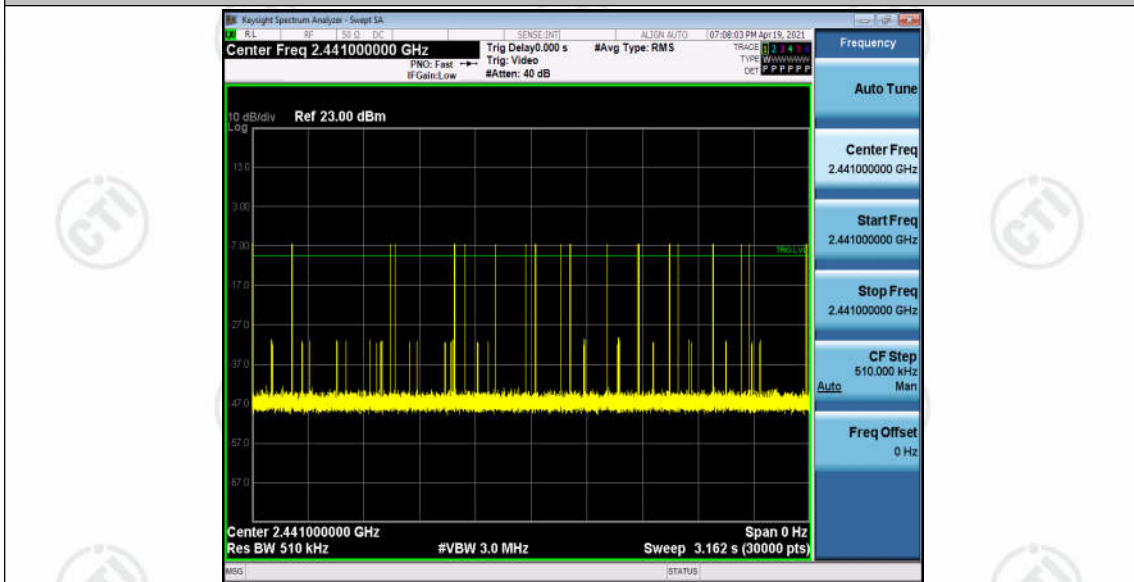 Keysight Spectrum Analyzer - Swept SA
RL RF 50 Ω DC SENSE:INT ALIGN AUTO 07:08:03 PM Apr 19, 2021
Center Freq 2.441000000 GHz
PNO: Fast
IFGain:Low
Trig Delay0.000 s
Trig: Video
#Atten: 40 dB
#Avg Type: RMS
TRACE 1 2 3 4 5 6
TYPE WWWWWW
DET P P P P P P
10 dB/div Ref 23.00 dBm
Log
13.0
3.00
-7.00
TRIG LVL
-17.0
-27.0
-37.0
-47.0
-57.0
-67.0
Center 2.441000000 GHz Span 0 Hz
Res BW 510 kHz #VBW 3.0 MHz Sweep 3.162 s (30000 pts)
MSG STATUS
Frequency
Auto Tune
Center Freq
2.441000000 GHz
Start Freq
2.441000000 GHz
Stop Freq
2.441000000 GHz
CF Step
510.000 kHz
Auto Man
Freq Offset
0 Hz
CTI
CTI